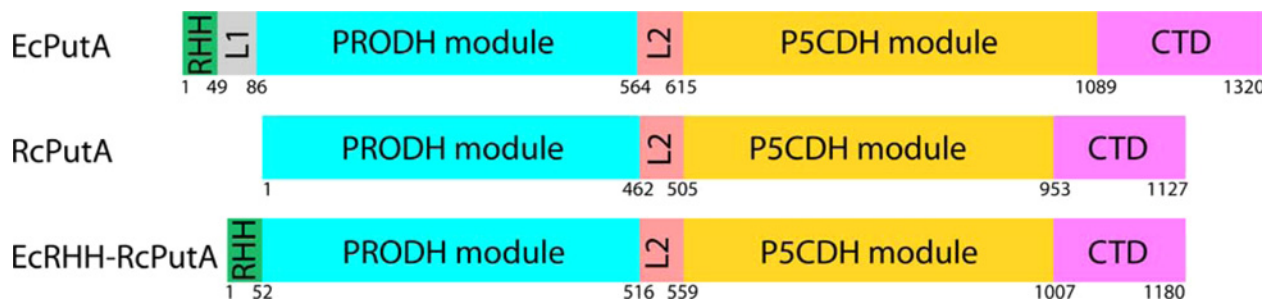 EcPutA RHH L1 PRODH module L2 P5CDH module CTD
1 49 86 564 615 1089 1320
RcPutA PRODH module L2 P5CDH module CTD
1 462 505 953 1127
EcRHH-RcPutA RHH PRODH module L2 P5CDH module CTD
1 52 516 559 1007 1180